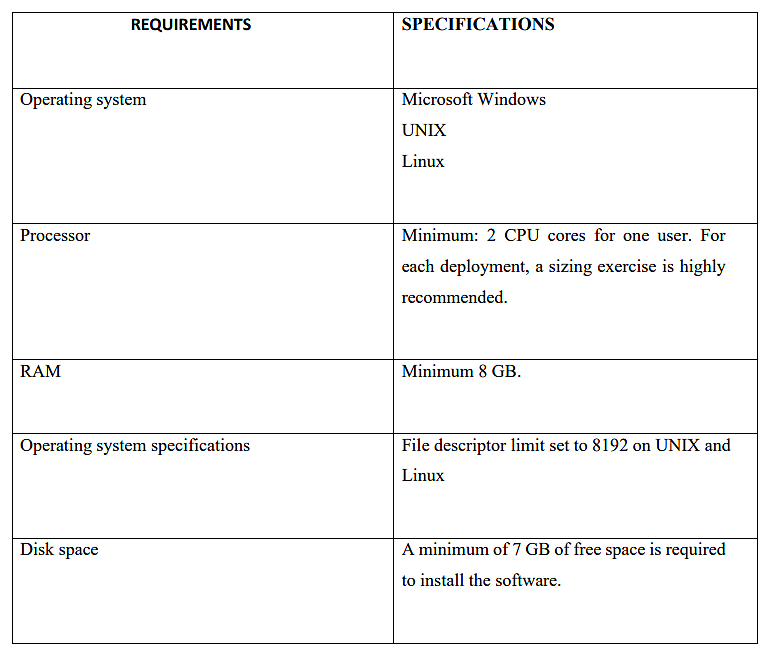 REQUIREMENTS
SPECIFICATIONS
Operating system
Microsoft Windows
UNIX
Linux
Processor
Minimum: 2 CPU cores for one user. For
each deployment, a sizing exercise is highly
recommended.
RAM
Minimum 8 GB.
Operating system specifications
File descriptor limit set to 8192 on UNIX and
Linux
Disk space
A minimum of 7 GB of free space is required
to install the software.